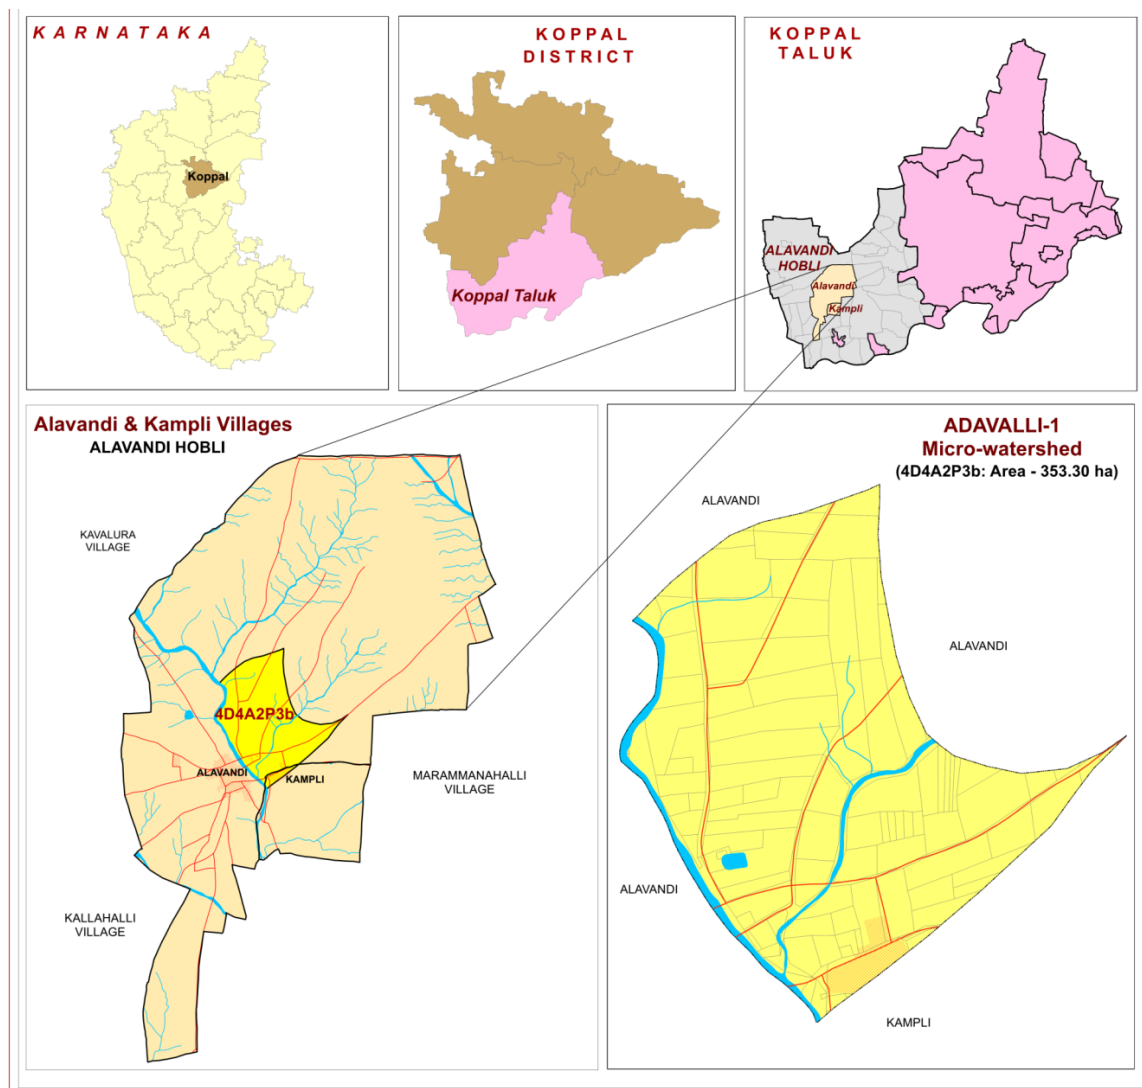 KARNATAKA
Koppal
KOPPAL
DISTRICT
Koppal Taluk
KOPPAL
TALUK
ALAVANDI
HOBLI
Alavandi
Kampli
Alavandi & Kampli Villages
ALAVANDI HOBLI
KAVALURA
VILLAGE
4D4A2P3b
ALAVANDI
KAMPLI
MARAMMANAHALLI
VILLAGE
KALLAHALLI
VILLAGE
ADAVALLI-1
Micro-watershed
(4D4A2P3b: Area - 353.30 ha)
ALAVANDI
ALAVANDI
ALAVANDI
KAMPLI